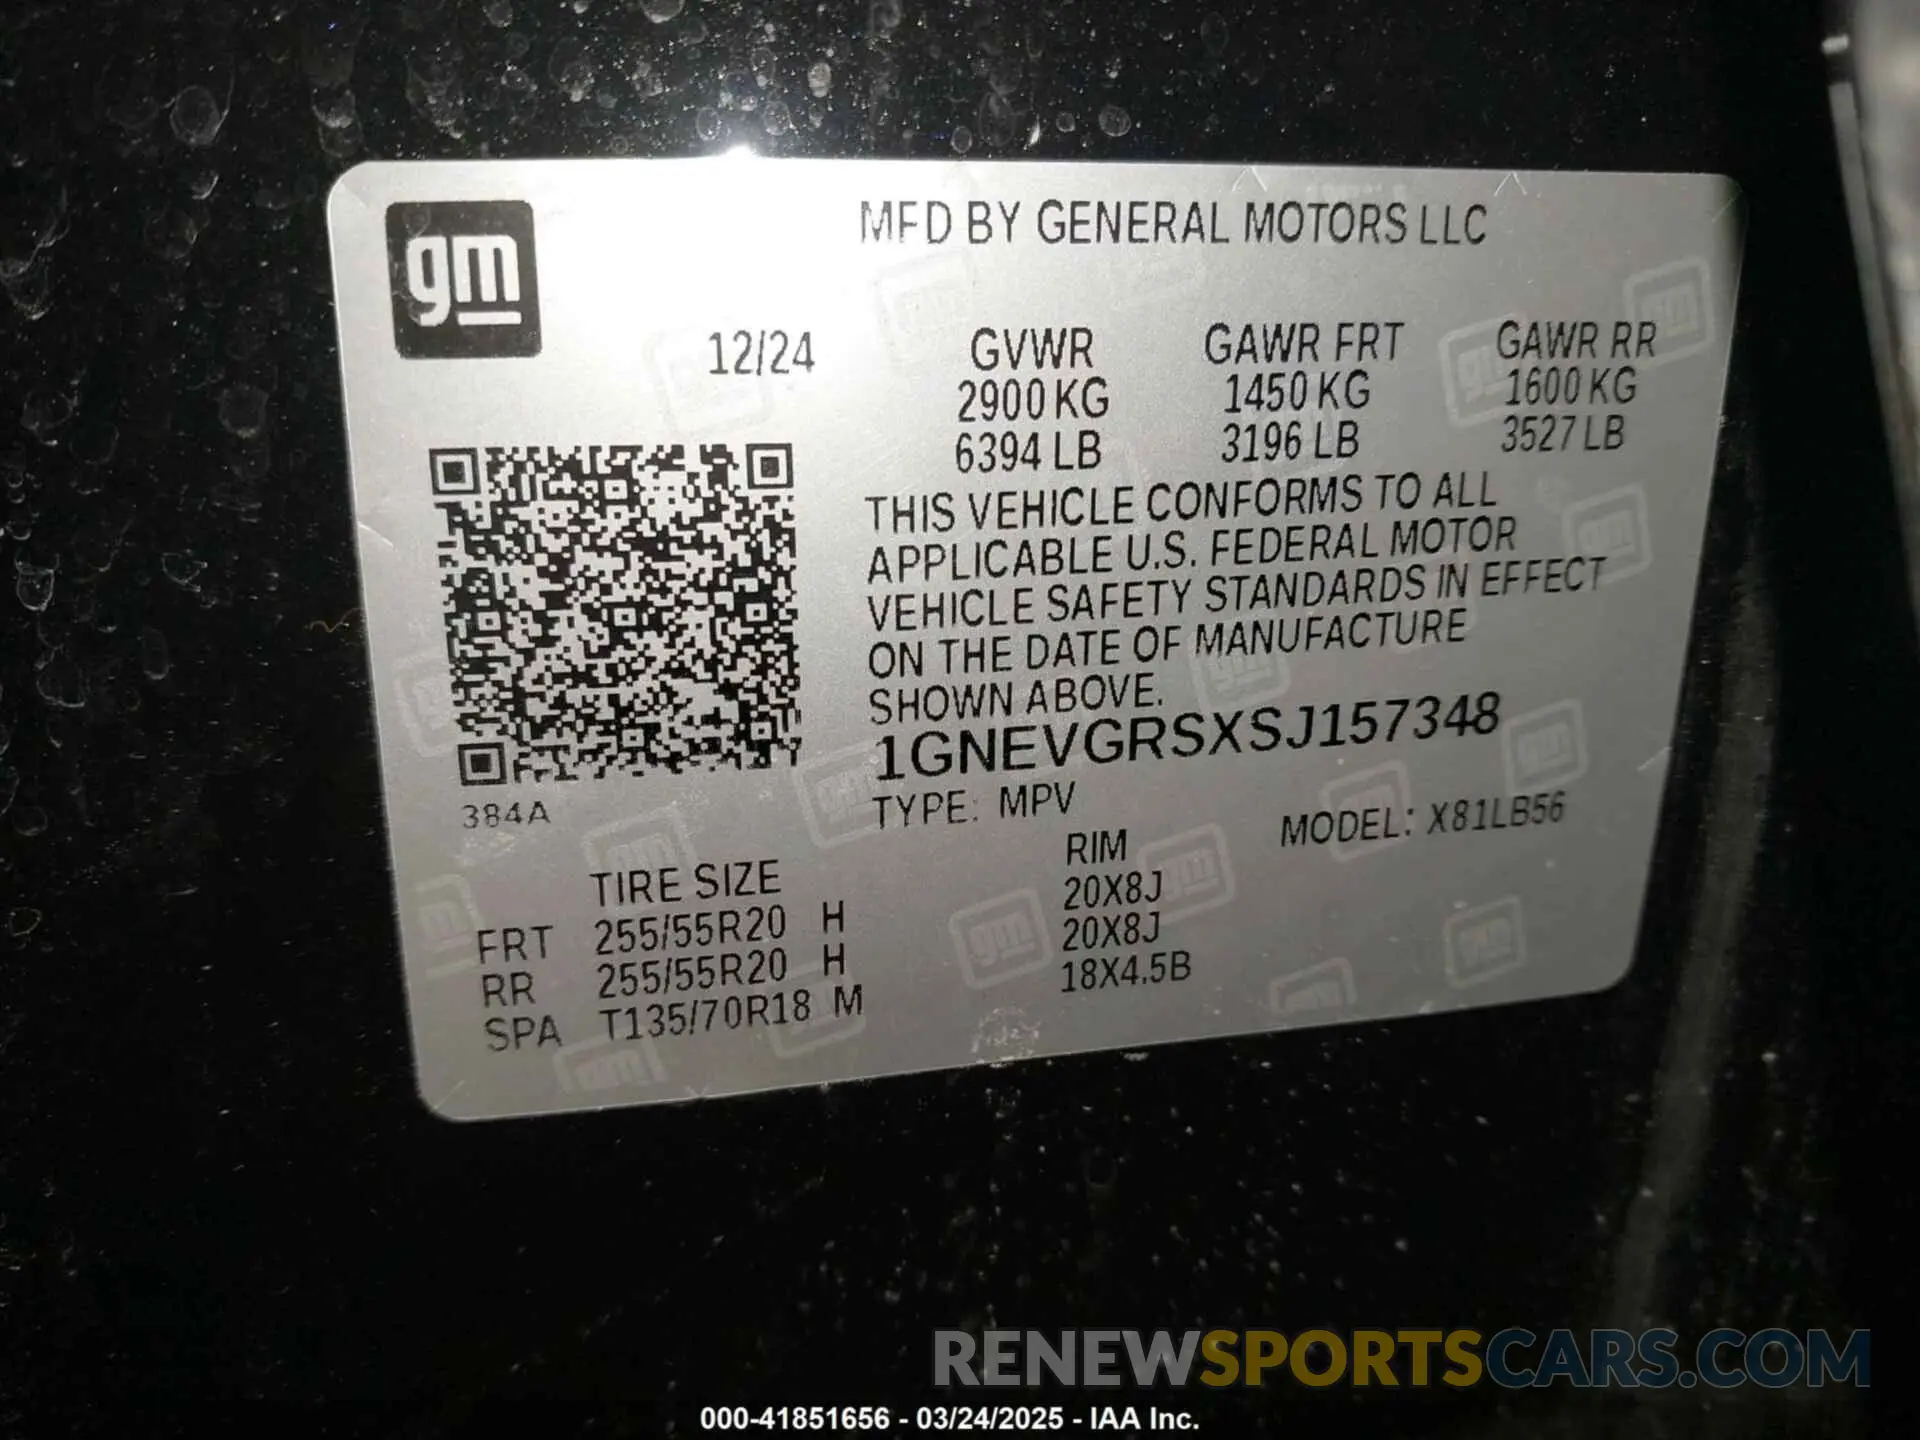 gm
MFD BY GENERAL MOTORS LLC
12/24
GVWR GAWR FRT GAWR RR
2900 KG 1450 KG 1600 KG
6394 LB 3196 LB 3527 LB
THIS VEHICLE CONFORMS TO ALL
APPLICABLE U.S. FEDERAL MOTOR
VEHICLE SAFETY STANDARDS IN EFFECT
ON THE DATE OF MANUFACTURE
SHOWN ABOVE.
1GNEVGRSXSJ157348
384A
TYPE: MPV MODEL: X81LB56
TIRE SIZE RIM
FRT 255/55R20 H 20X8J
RR 255/55R20 H 20X8J
SPA T135/70R18 M 18X4.5B
RENEWSPORTSCARS.COM
000-41851656 - 03/24/2025 - IAA Inc.